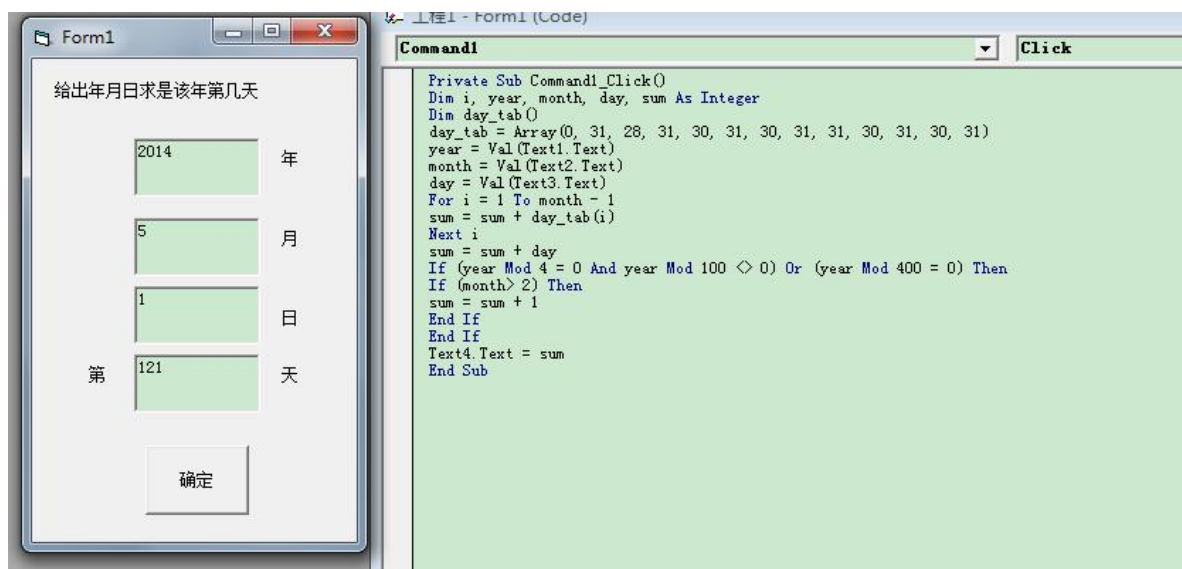 Form1
给出年月日求是该年第几天
2014 年
5 月
1 日
第 121 天
确定
工程1 - Form1 (Code)
Command1 Click
Private Sub Command1_Click()
Dim i, year, month, day, sum As Integer
Dim day_tab()
day_tab = Array(0, 31, 28, 31, 30, 31, 30, 31, 31, 30, 31, 30, 31)
year = Val(Text1.Text)
month = Val(Text2.Text)
day = Val(Text3.Text)
For i = 1 To month - 1
sum = sum + day_tab(i)
Next i
sum = sum + day
If (year Mod 4 = 0 And year Mod 100 <> 0) Or (year Mod 400 = 0) Then
If (month> 2) Then
sum = sum + 1
End If
End If
Text4.Text = sum
End Sub